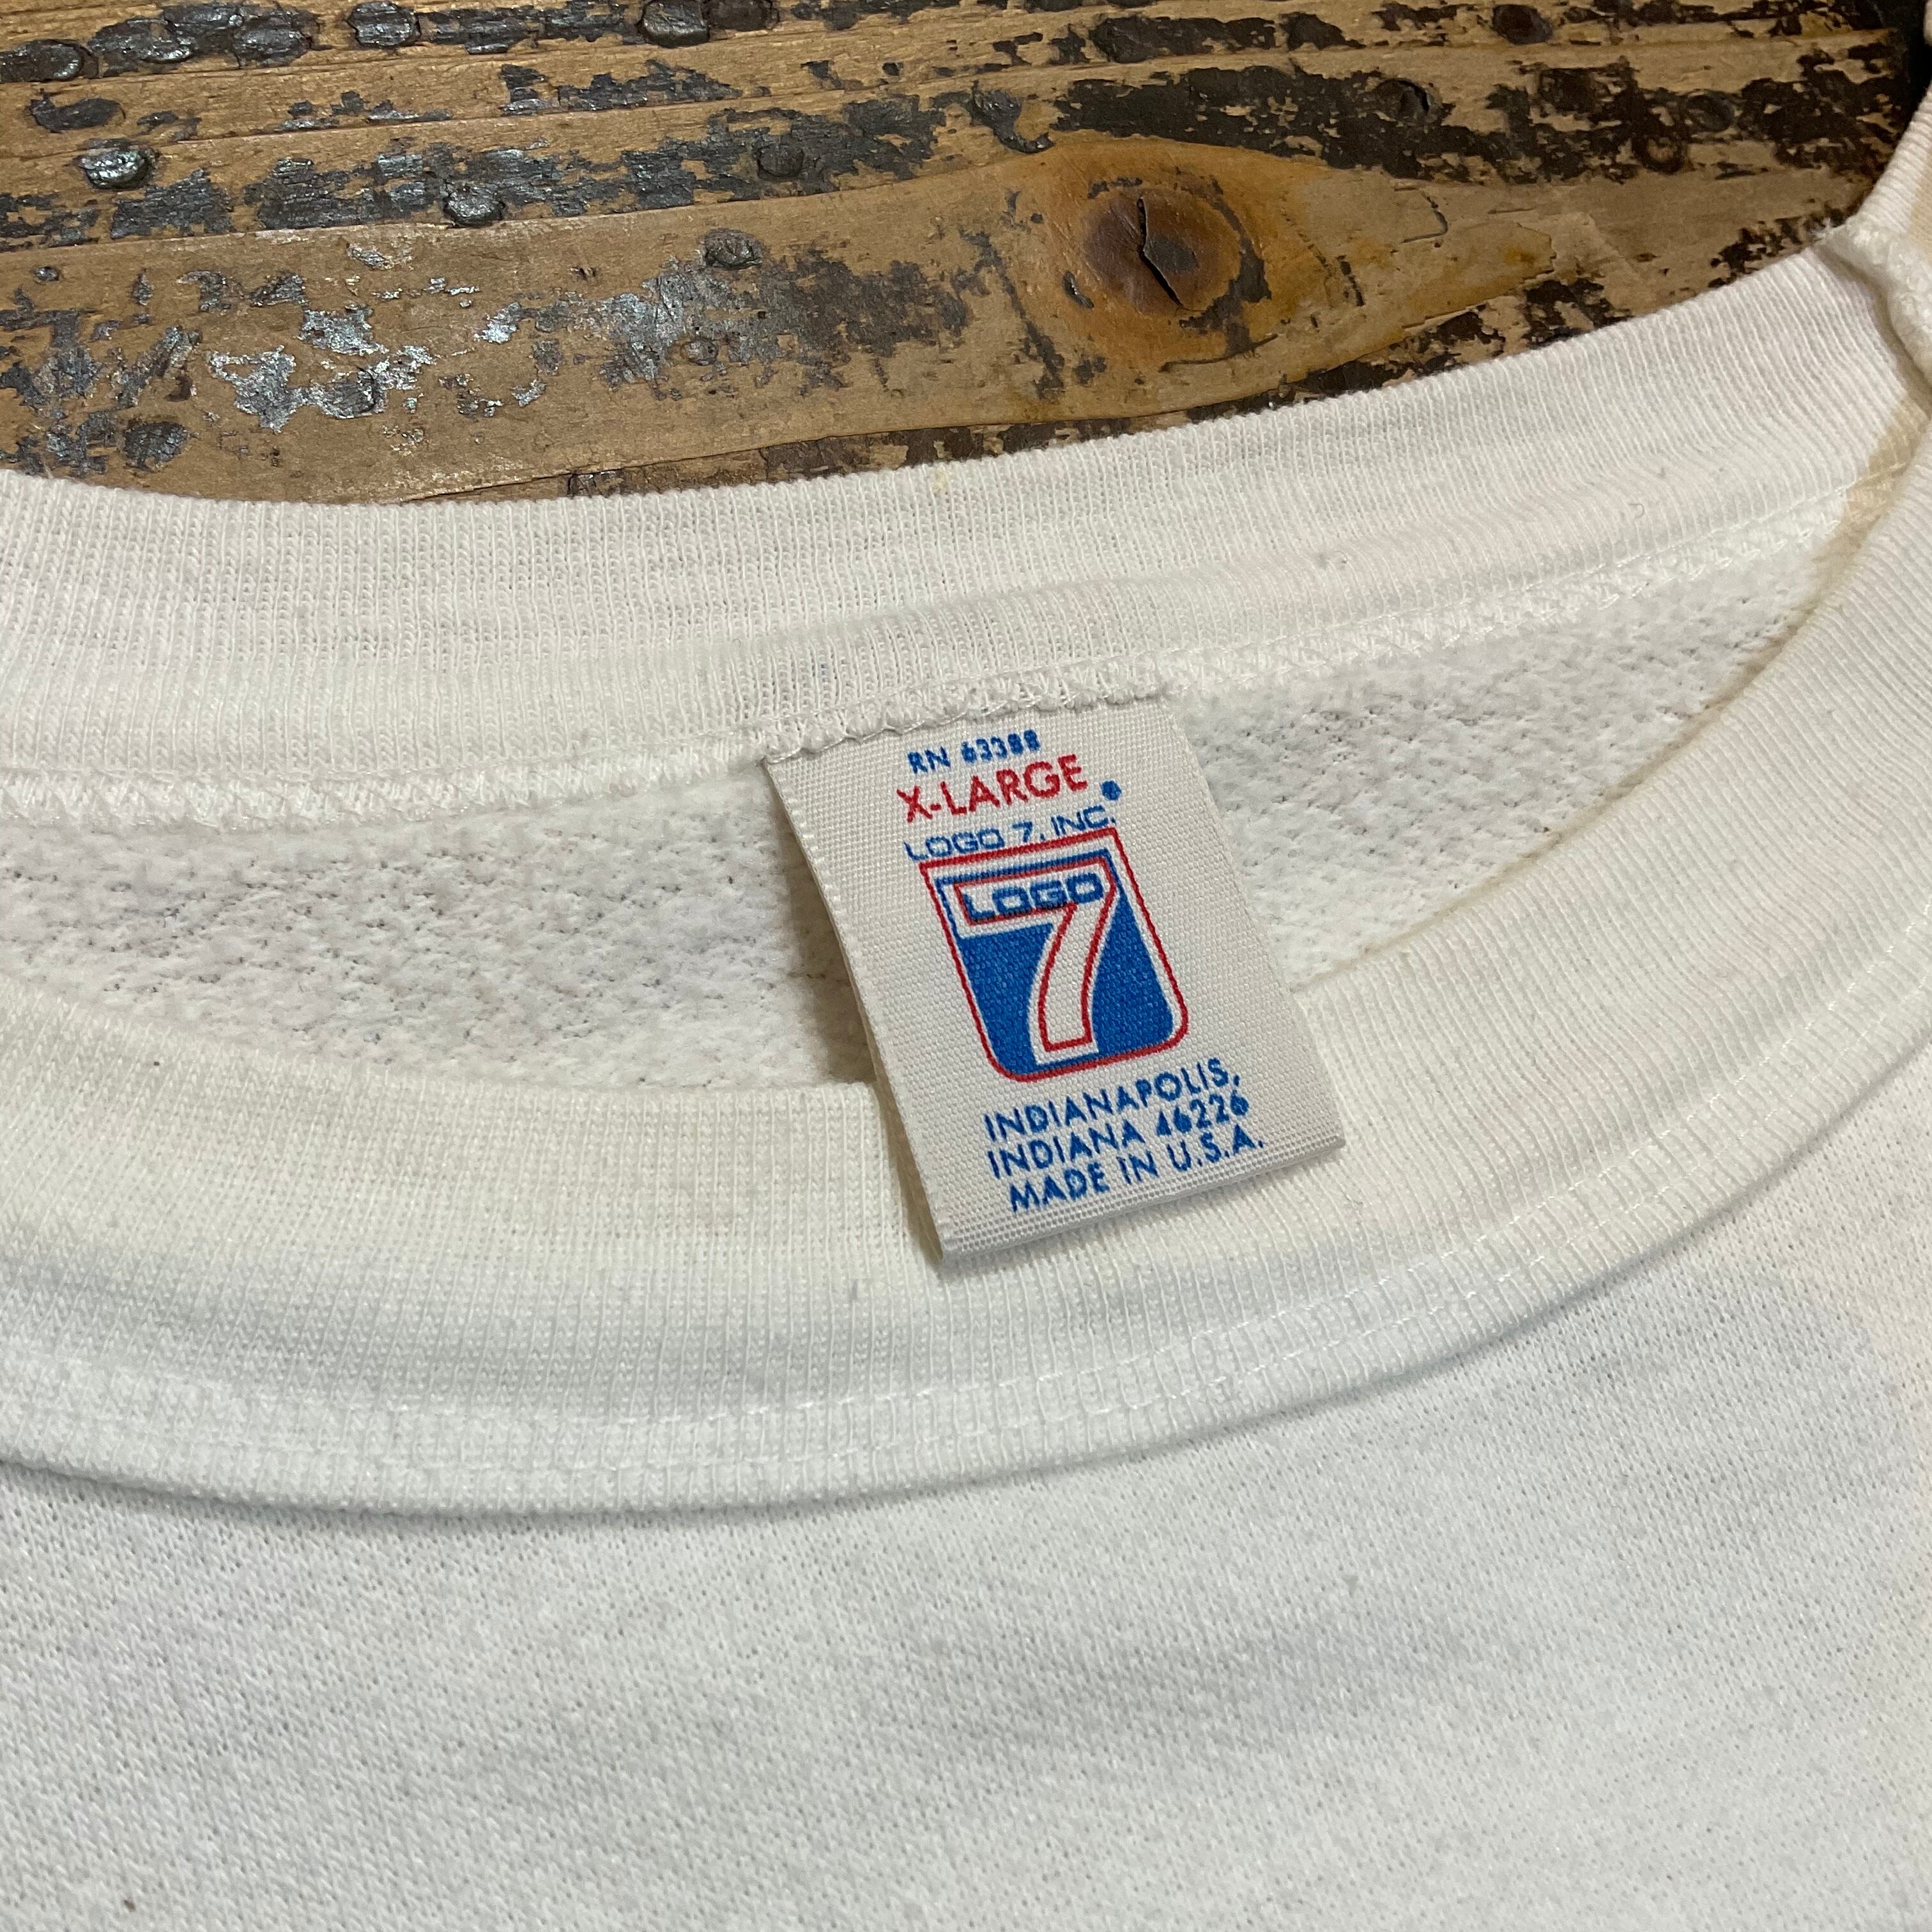 RN 63388
X-LARGE
LOGO 7, INC.®
LOGO
7
INDIANAPOLIS,
INDIANA 46226
MADE IN U.S.A.